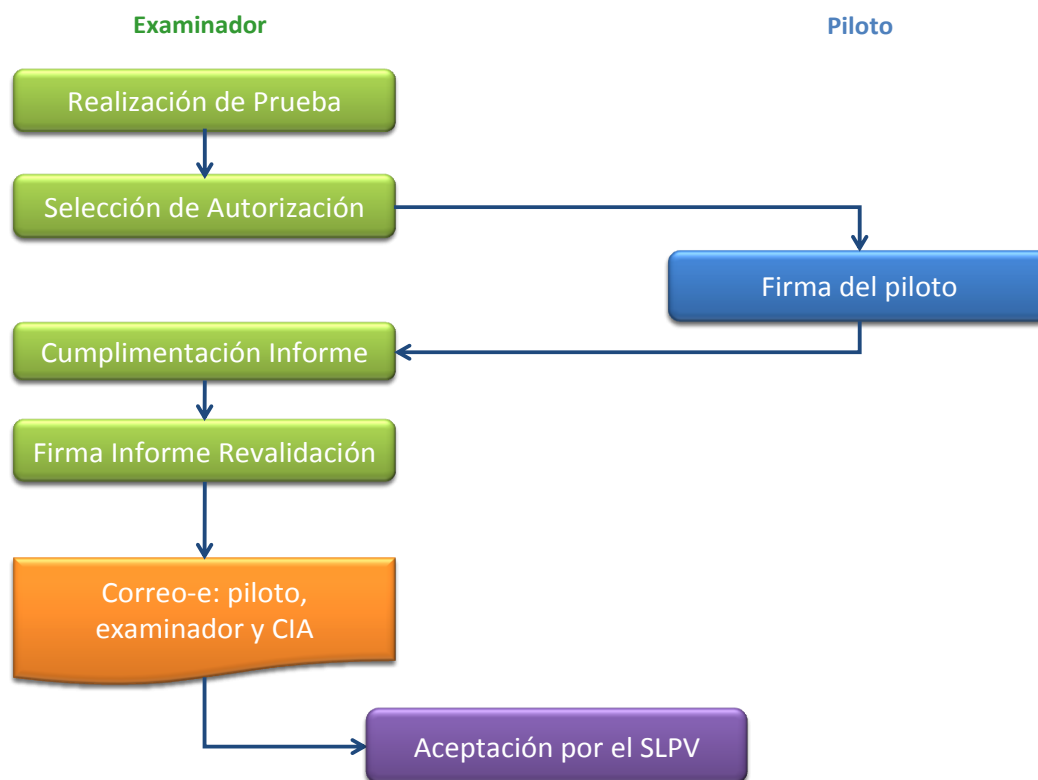 Examinador
Piloto
Realización de Prueba
Selección de Autorización
Firma del piloto
Cumplimentación Informe
Firma Informe Revalidación
Correo-e: piloto,
examinador y CIA
Aceptación por el SLPV